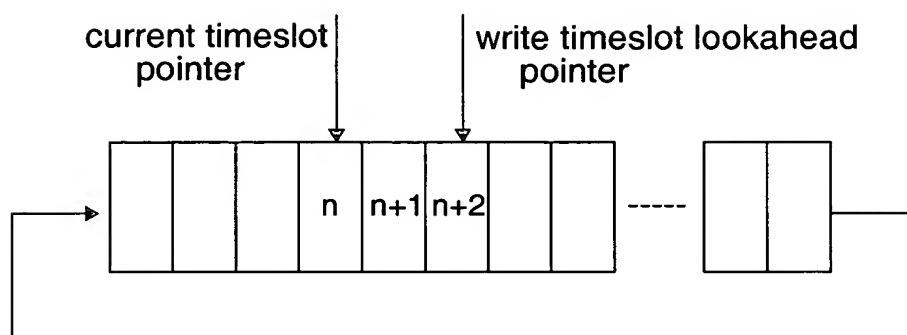 current timeslot
pointer
write timeslot lookahead
pointer
n
n+1
n+2